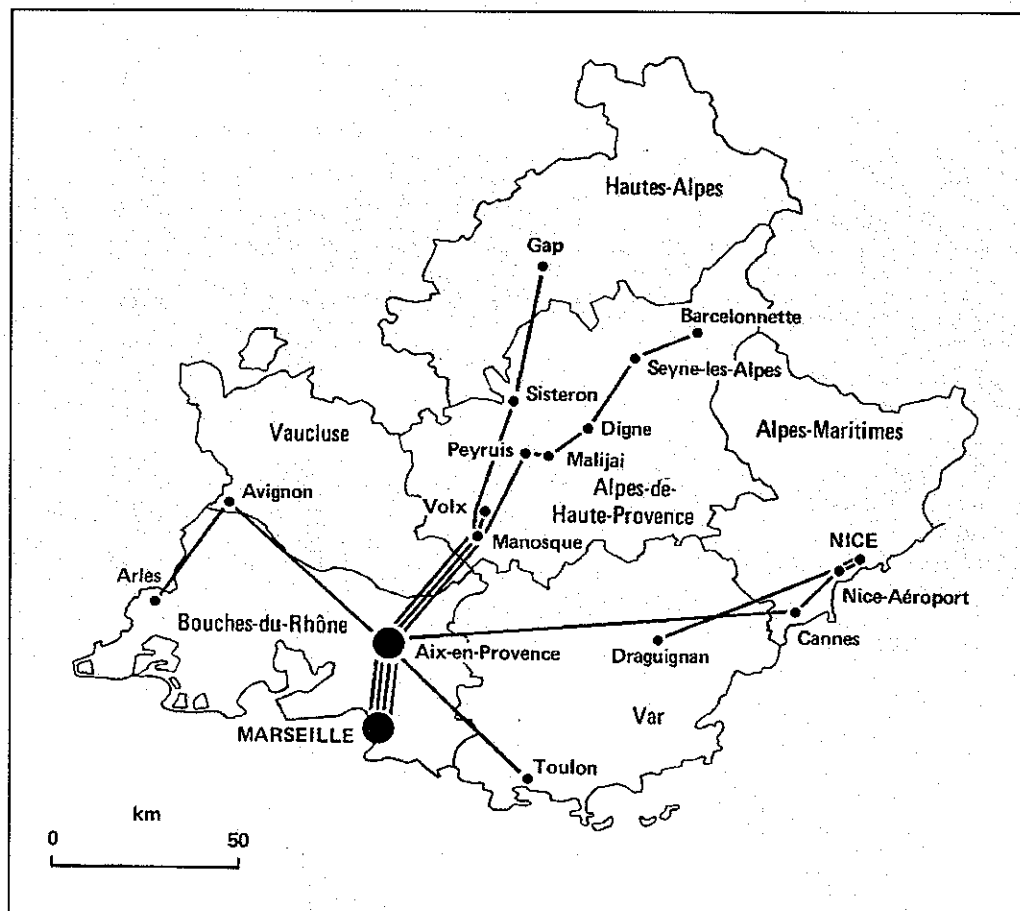 Hautes-Alpes
Gap
Barcelonnette
Seyne-les-Alpes
Sisteron
Vaucluse
Digne
Alpes-Maritimes
Peyruis
Malijai
Avignon
Alpes-de-
Haute-Provence
Volx
Manosque
NICE
Arles
Nice-Aéroport
Bouches-du-Rhône
Cannes
Aix-en-Provence
Draguignan
Var
MARSEILLE
Toulon
km
0 50